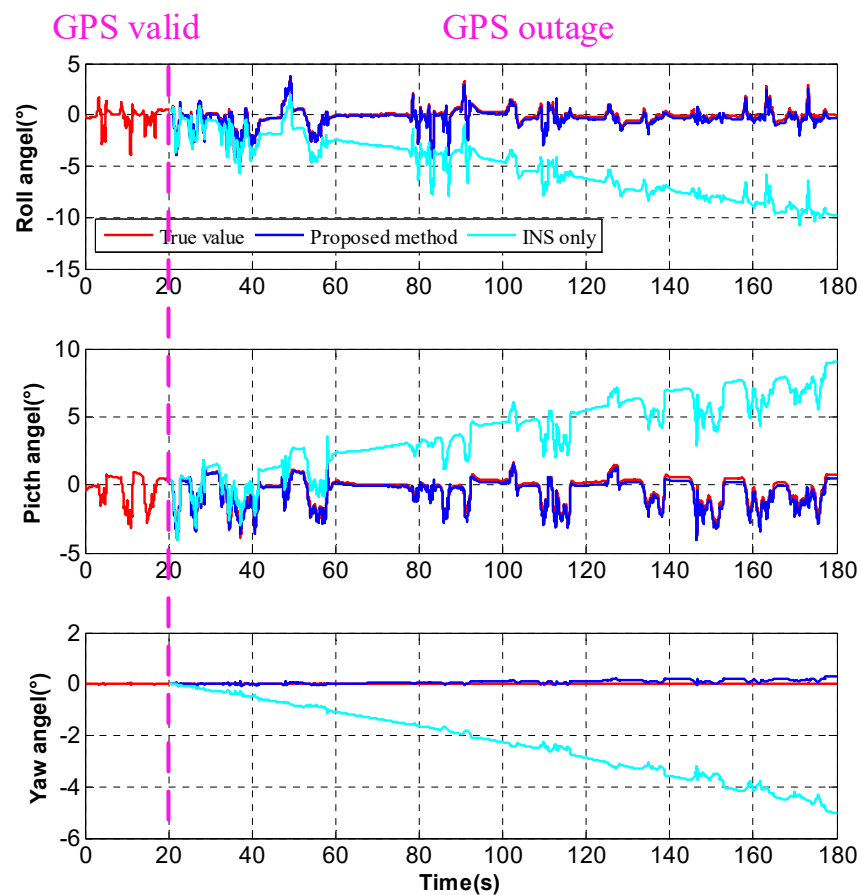 GPS valid GPS outage
5
0
-5
-10
-15
Roll angel(°)
True value Proposed method INS only
0 20 40 60 80 100 120 140 160 180
10
5
0
-5
Picth angel(°)
0 20 40 60 80 100 120 140 160 180
2
0
-2
-4
-6
Yaw angel(°)
0 20 40 60 80 100 120 140 160 180
Time(s)